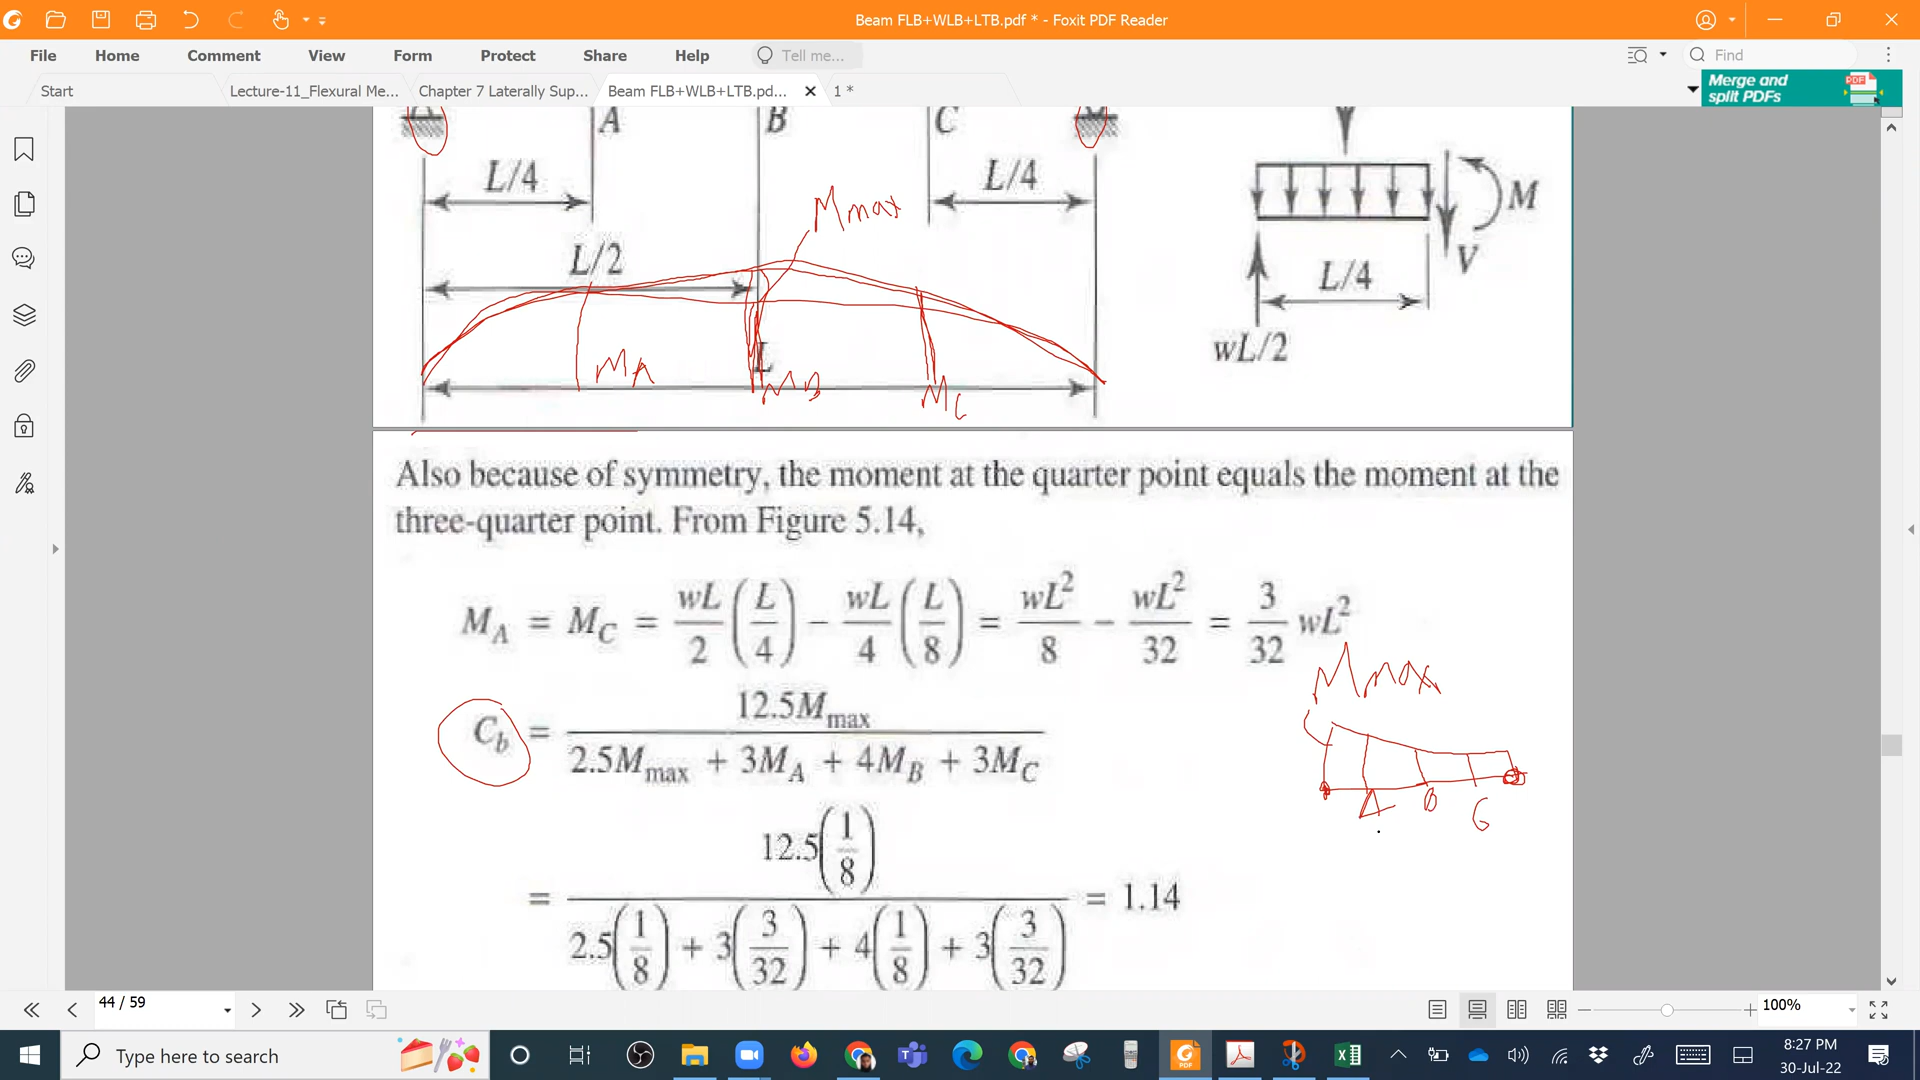 Beam FLB+WLB+LTB.pdf * - Foxit PDF Reader
File Home Comment View Form Protect Share Help Tell me... Find
Start Lecture-11_Flexural Me... Chapter 7 Laterally Sup... Beam FLB+WLB+LTB.pd... 1 *
Merge and split PDFs
PDF
A B C
L/4 L/4
Mmax
M
V
L/2
L/4
wL/2
L
MA MB MC
Also because of symmetry, the moment at the quarter point equals the moment at the
three-quarter point. From Figure 5.14,
M_A = M_C = wL/2 (L/4) − wL/4 (L/8) = wL²/8 − wL²/32 = 3/32 wL²
Mmax
C_b = 12.5M_max / 2.5M_max + 3M_A + 4M_B + 3M_C
A B C
= 12.5(1/8) / 2.5(1/8) + 3(3/32) + 4(1/8) + 3(3/32) = 1.14
44 / 59
100%
Type here to search
8:27 PM
30-Jul-22